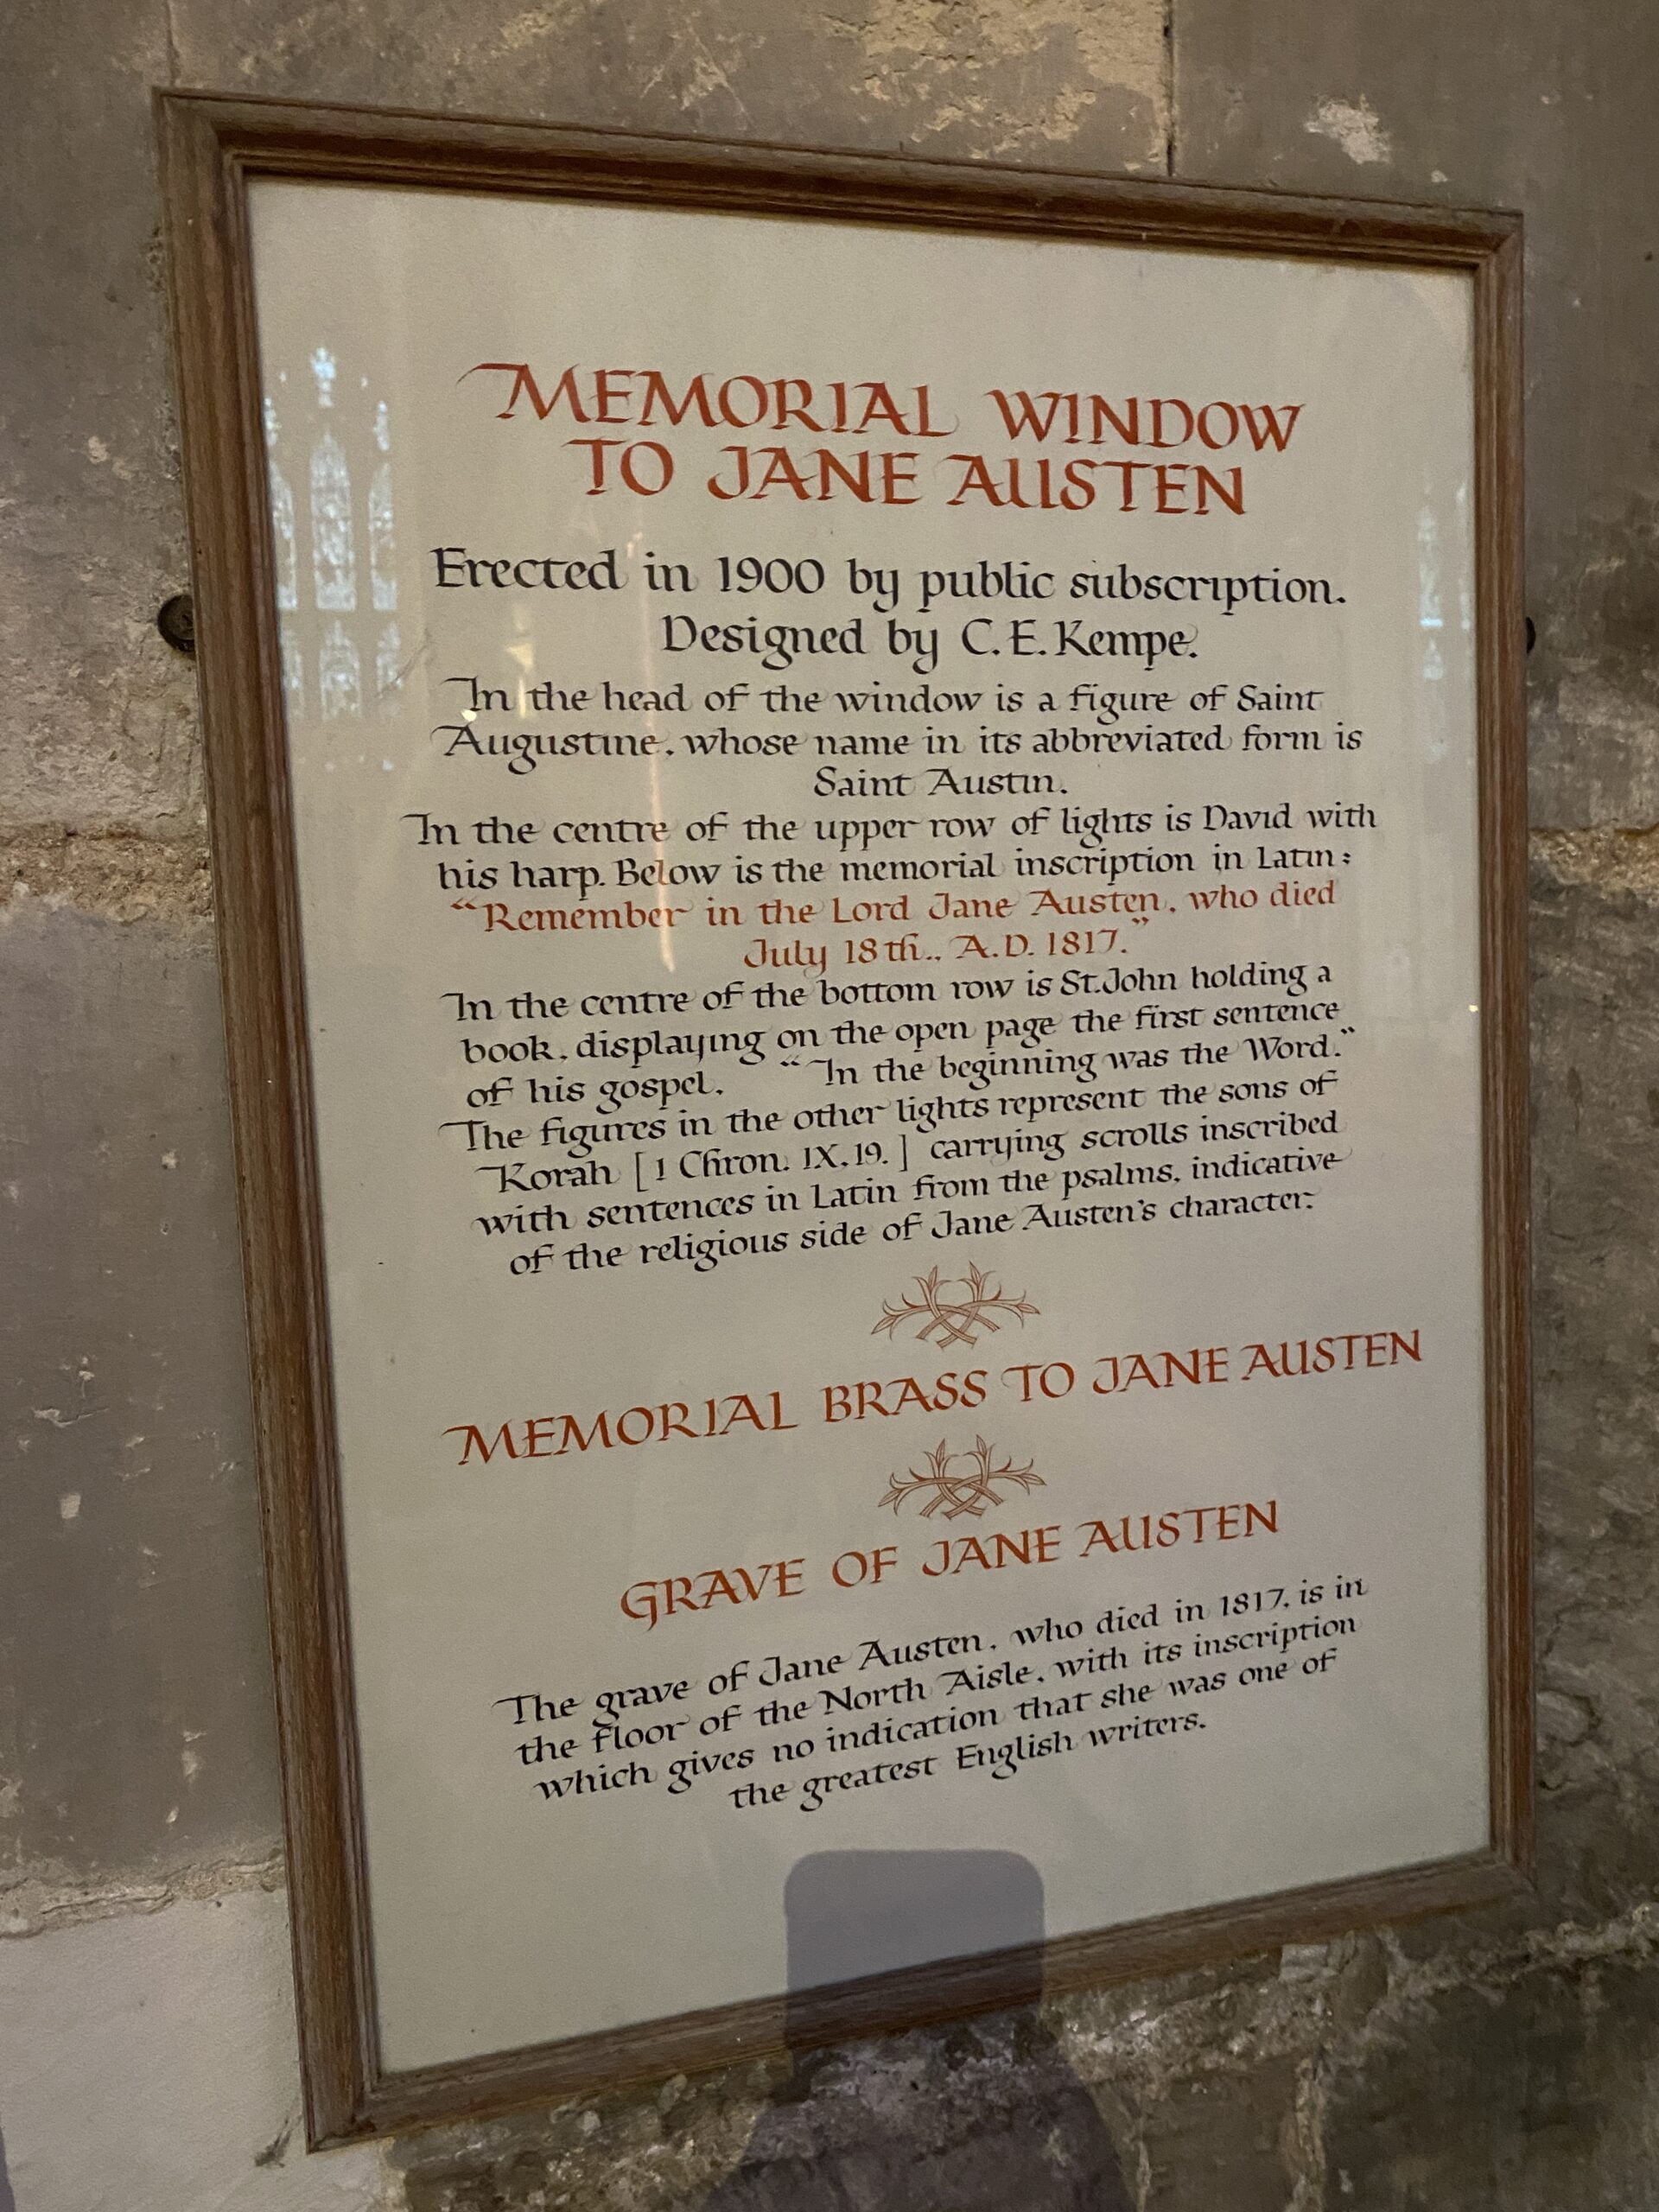 MEMORIAL WINDOW
TO JANE AUSTEN
Erected in 1900 by public subscription.
Designed by C. E. Kempe.
In the head of the window is a figure of Saint
Augustine, whose name in its abbreviated form is
Saint Austin.
In the centre of the upper row of lights is David with
his harp. Below is the memorial inscription in Latin:
“Remember in the Lord Jane Austen, who died
July 18th., A.D. 1817.”
In the centre of the bottom row is St.John holding a
book, displaying on the open page the first sentence
of his gospel, “In the beginning was the Word.”
The figures in the other lights represent the sons of
Korah [1 Chron. IX.19.] carrying scrolls inscribed
with sentences in Latin from the psalms, indicative
of the religious side of Jane Austen's character.
MEMORIAL BRASS TO JANE AUSTEN
GRAVE OF JANE AUSTEN
The grave of Jane Austen, who died in 1817, is in
the floor of the North Aisle, with its inscription
which gives no indication that she was one of
the greatest English writers.